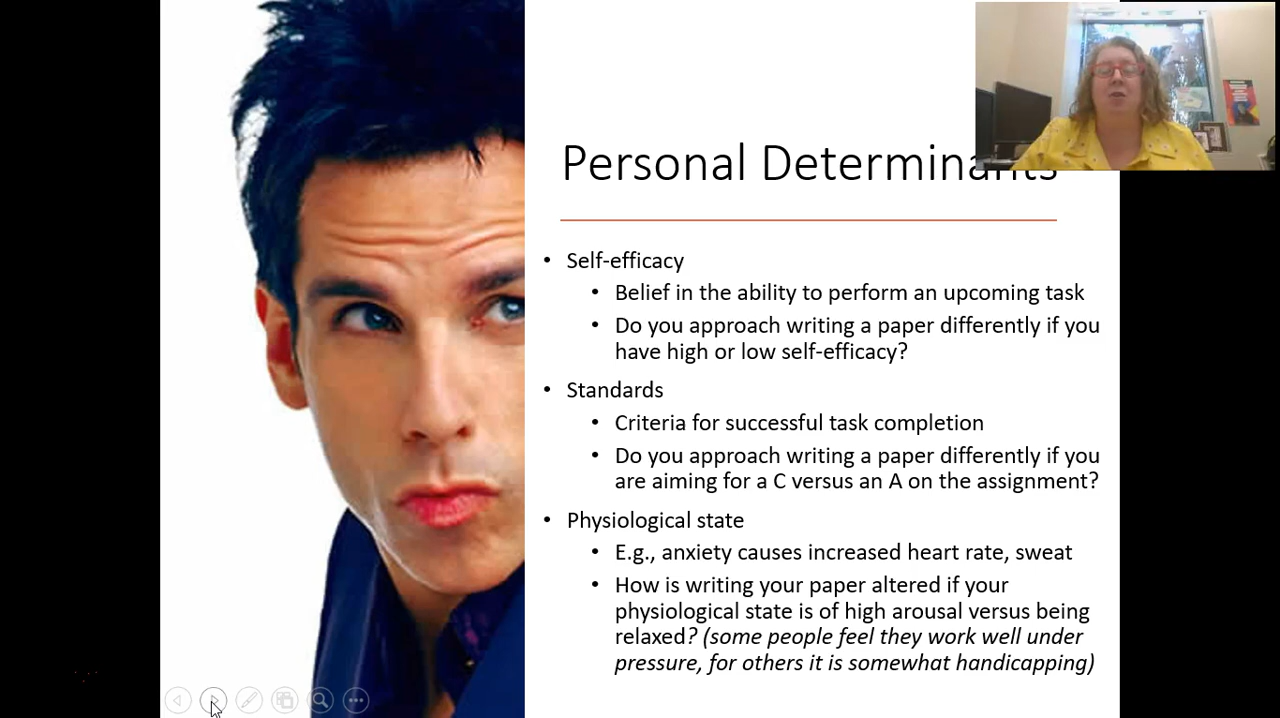 Personal Determinants
• Self-efficacy
• Belief in the ability to perform an upcoming task
• Do you approach writing a paper differently if you
have high or low self-efficacy?
• Standards
• Criteria for successful task completion
• Do you approach writing a paper differently if you
are aiming for a C versus an A on the assignment?
• Physiological state
• E.g., anxiety causes increased heart rate, sweat
• How is writing your paper altered if your
physiological state is of high arousal versus being
relaxed? (some people feel they work well under
pressure, for others it is somewhat handicapping)